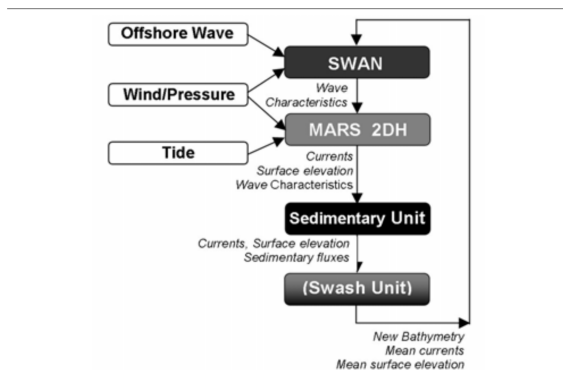 Offshore Wave
SWAN
Wind/Pressure
Wave
Characteristics
MARS 2DH
Tide
Currents
Surface elevation
Wave Characteristics
Sedimentary Unit
Currents, Surface elevation
Sedimentary fluxes
(Swash Unit)
New Bathymetry
Mean currents
Mean surface elevation